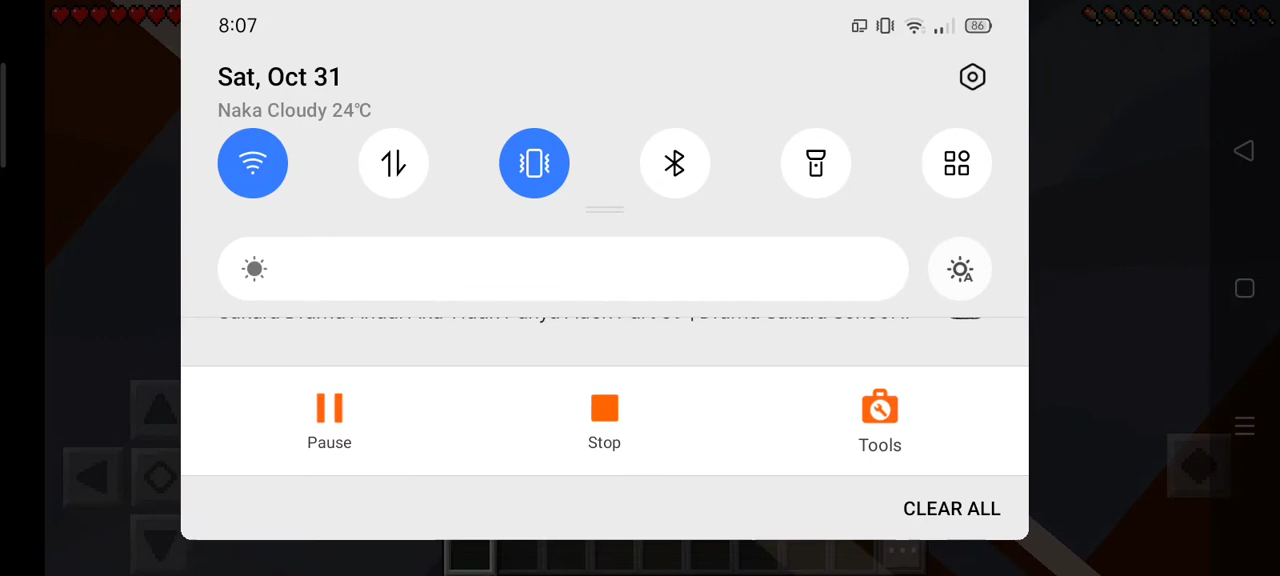 8:07
86
Sat, Oct 31
Naka Cloudy 24℃
Pause
Stop
Tools
CLEAR ALL